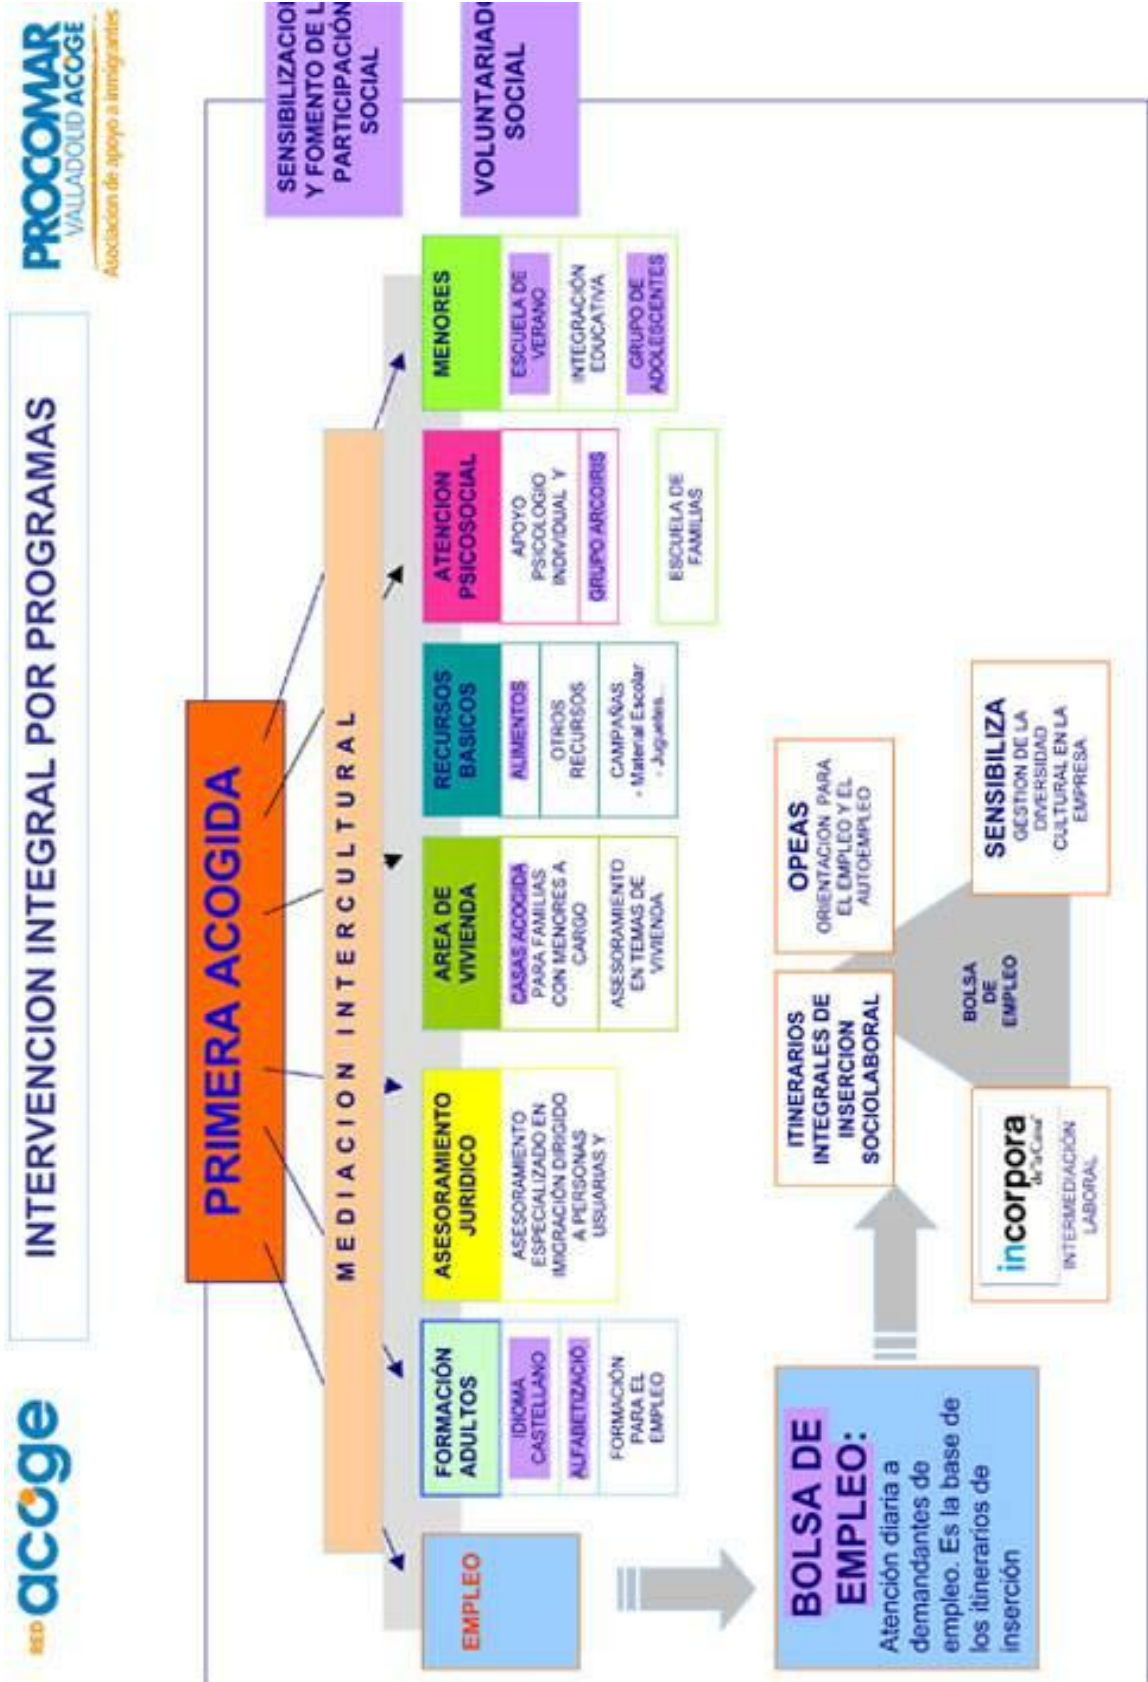 RED acoge
INTERVENCION INTEGRAL POR PROGRAMAS
PROCOMAR
VALLADOLID ACOGE
Asociación de apoyo a inmigrantes
PRIMERA ACOGIDA
SENSIBILIZACIO
Y FOMENTO DE L
PARTICIPACIÓN
SOCIAL
MEDIACION INTERCULTURAL
VOLUNTARIAD
SOCIAL
EMPLEO
FORMACIÓN
ADULTOS
IDIOMA
CASTELLANO
ALFABETIZACIÓ
FORMACIÓN
PARA EL
EMPLEO
ASESORAMIENTO
JURIDICO
ASESORAMIENTO
ESPECIALIZADO EN
IMIGRACIÓN DIRIGIDO
A PERSONAS
USUARIAS Y
AREA DE
VIVIENDA
CASAS ACOGIDA
PARA FAMILIAS
CON MENORES A
CARGO
ASESORAMIENTO
EN TEMAS DE
VIVIENDA
RECURSOS
BASICOS
ALIMENTOS
OTROS
RECURSOS
CAMPAÑAS
- Material Escolar
- Juguetes...
ATENCION
PSICOSOCIAL
APOYO
PSICOLOGIO
INDIVIDUAL Y
GRUPO ARCOIRIS
ESCUELA DE
FAMILIAS
MENORES
ESCUELA DE
VERANO
INTEGRACIÓN
EDUCATIVA
GRUPO DE
ADOLESCENTES
BOLSA DE
EMPLEO:
Atención diaria a
demandantes de
empleo. Es la base de
los itinerarios de
inserción
ITINERARIOS
INTEGRALES DE
INSERCION
SOCIOLABORAL
OPEAS
ORIENTACION PARA
EL EMPLEO Y EL
AUTOEMPLEO
BOLSA
DE
EMPLEO
incorpora
de "la Caixa"
INTERMEDIACIÓN
LABORAL
SENSIBILIZA
GESTION DE LA
DIVERSIDAD
CULTURAL EN LA
EMPRESA